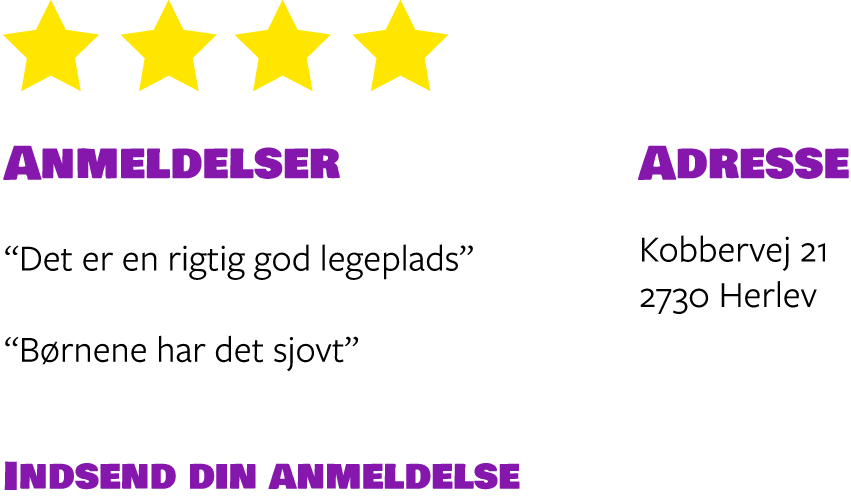 Anmeldelser
“Det er en rigtig god legeplads”
“Børnene har det sjovt”
Adresse
Kobbervej 21
2730 Herlev
Indsend din anmeldelse